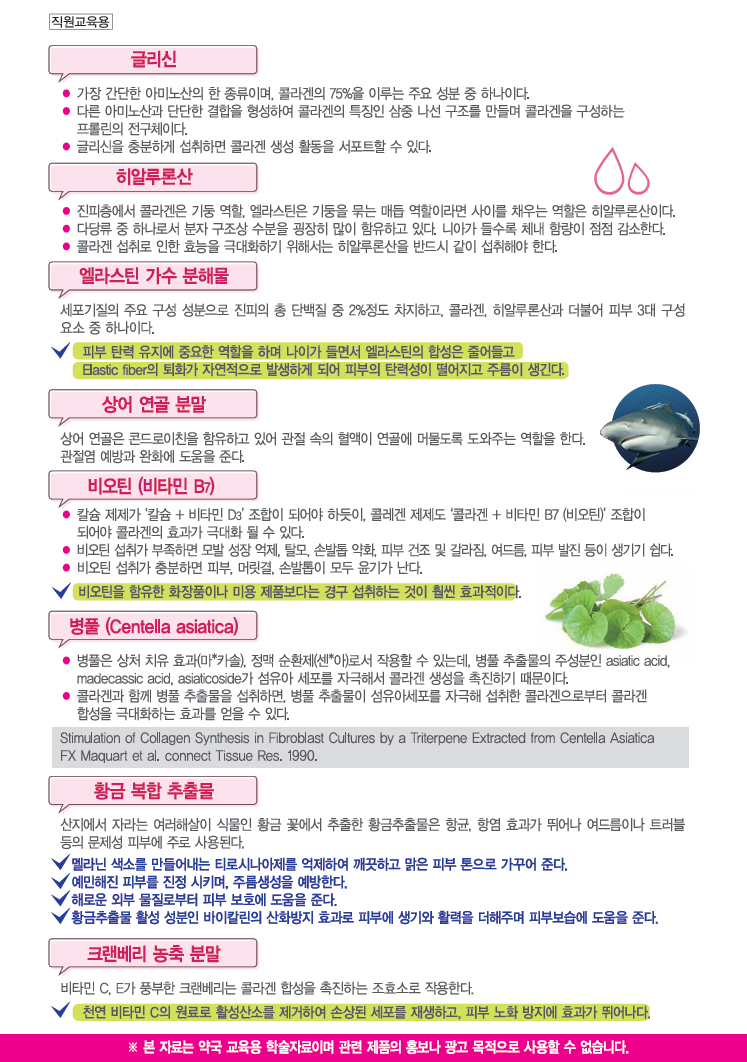 직원교육용
글리신
● 가장 간단한 아미노산의 한 종류이며, 콜라겐의 75%을 이루는 주요 성분 중 하나이다.
● 다른 아미노산과 단단한 결합을 형성하여 콜라겐의 특징인 삼중 나선 구조를 만들며 콜라겐을 구성하는
프롤린의 전구체이다.
● 글리신을 충분하게 섭취하면 콜라겐 생성 활동을 서포트할 수 있다.
히알루론산
● 진피층에서 콜라겐은 기둥 역할, 엘라스틴은 기둥을 묶는 매듭 역할이라면 사이를 채우는 역할은 히알루론산이다.
● 다당류 중 하나로서 분자 구조상 수분을 굉장히 많이 함유하고 있다. 나이가 들수록 체내 함량이 점점 감소한다.
● 콜라겐 섭취로 인한 효능을 극대화하기 위해서는 히알루론산을 반드시 같이 섭취해야 한다.
엘라스틴 가수 분해물
세포기질의 주요 구성 성분으로 진피의 총 단백질 중 2%정도 차지하고, 콜라겐, 히알루론산과 더불어 피부 3대 구성
요소 중 하나이다.
피부 탄력 유지에 중요한 역할을 하며 나이가 들면서 엘라스틴의 합성은 줄어들고
Elastic fiber의 퇴화가 자연적으로 발생하게 되어 피부의 탄력성이 떨어지고 주름이 생긴다.
상어 연골 분말
상어 연골은 콘드로이친을 함유하고 있어 관절 속의 혈액이 연골에 머물도록 도와주는 역할을 한다.
관절염 예방과 완화에 도움을 준다.
비오틴 (비타민 B7)
● 칼슘 제제가 ‘칼슘 + 비타민 D3’ 조합이 되어야 하듯이, 콜레겐 제제도 ‘콜라겐 + 비타민 B7 (비오틴)’ 조합이
되어야 콜라겐의 효과가 극대화 될 수 있다.
● 비오틴 섭취가 부족하면 모발 성장 억제, 탈모, 손발톱 약화, 피부 건조 및 갈라짐, 여드름, 피부 발진 등이 생기기 쉽다.
● 비오틴 섭취가 충분하면 피부, 머릿결, 손발톱이 모두 윤기가 난다.
비오틴을 함유한 화장품이나 미용 제품보다는 경구 섭취하는 것이 훨씬 효과적이다.
병풀 (Centella asiatica)
● 병풀은 상처 치유 효과(마*카솔), 정맥 순환제(센*아)로서 작용할 수 있는데, 병풀 추출물의 주성분인 asiatic acid,
madecassic acid, asiaticoside가 섬유아 세포를 자극해서 콜라겐 생성을 촉진하기 때문이다.
● 콜라겐과 함께 병풀 추출물을 섭취하면, 병풀 추출물이 섬유아세포를 자극해 섭취한 콜라겐으로부터 콜라겐
합성을 극대화하는 효과를 얻을 수 있다.
Stimulation of Collagen Synthesis in Fibroblast Cultures by a Triterpene Extracted from Centella Asiatica
FX Maquart et al. connect Tissue Res. 1990.
황금 복합 추출물
산지에서 자라는 여러해살이 식물인 황금 꽃에서 추출한 황금추출물은 항균, 항염 효과가 뛰어나 여드름이나 트러블
등의 문제성 피부에 주로 사용된다.
멜라닌 색소를 만들어내는 티로시나아제를 억제하여 깨끗하고 맑은 피부 톤으로 가꾸어 준다.
예민해진 피부를 진정 시키며, 주름생성을 예방한다.
해로운 외부 물질로부터 피부 보호에 도움을 준다.
황금추출물 활성 성분인 바이칼린의 산화방지 효과로 피부에 생기와 활력을 더해주며 피부보습에 도움을 준다.
크랜베리 농축 분말
비타민 C, E가 풍부한 크랜베리는 콜라겐 합성을 촉진하는 조효소로 작용한다.
천연 비타민 C의 원료로 활성산소를 제거하여 손상된 세포를 재생하고, 피부 노화 방지에 효과가 뛰어나다.
※ 본 자료는 약국 교육용 학술자료이며 관련 제품의 홍보나 광고 목적으로 사용할 수 없습니다.